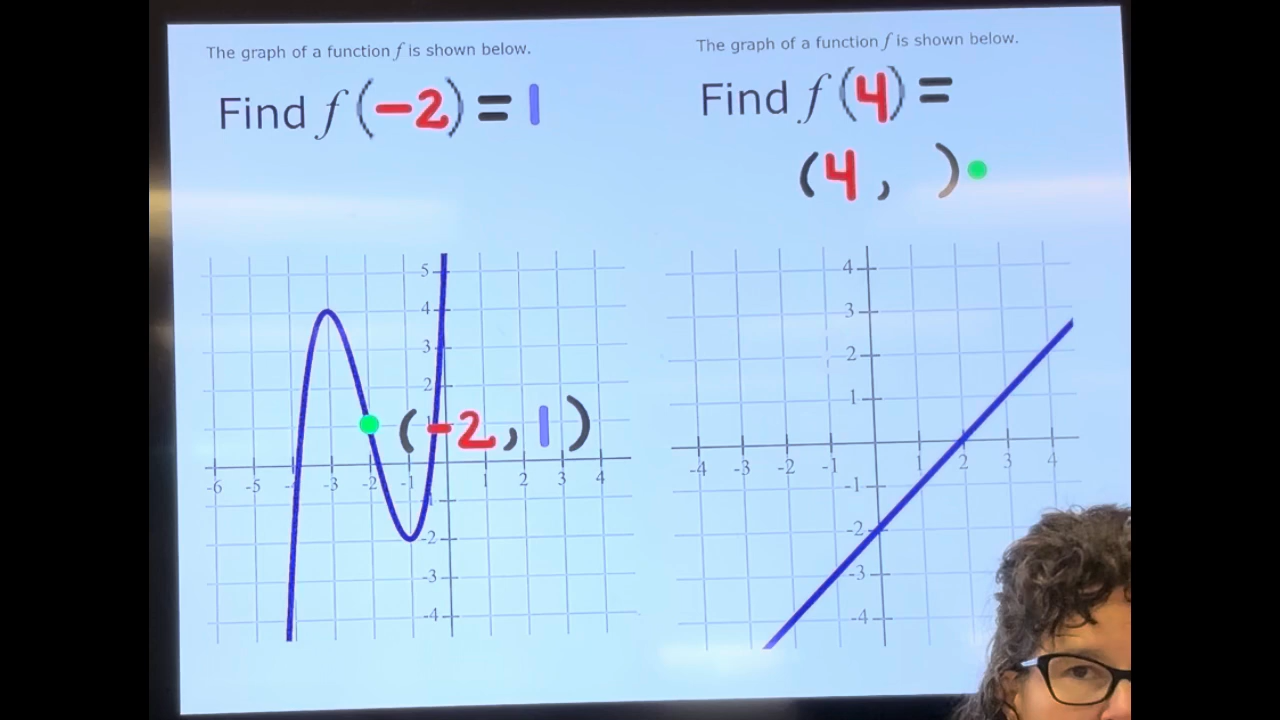 The graph of a function f is shown below.
Find f(-2) = 1
5
4
3
2
(-2, 1)
-6 -5 -3 -2 -1 1 2 3 4
-2
-3
-4
The graph of a function f is shown below.
Find f(4) =
(4, )
4
3
2
1
-4 -3 -2 -1 1 2 3 4
-1
-2
-3
-4